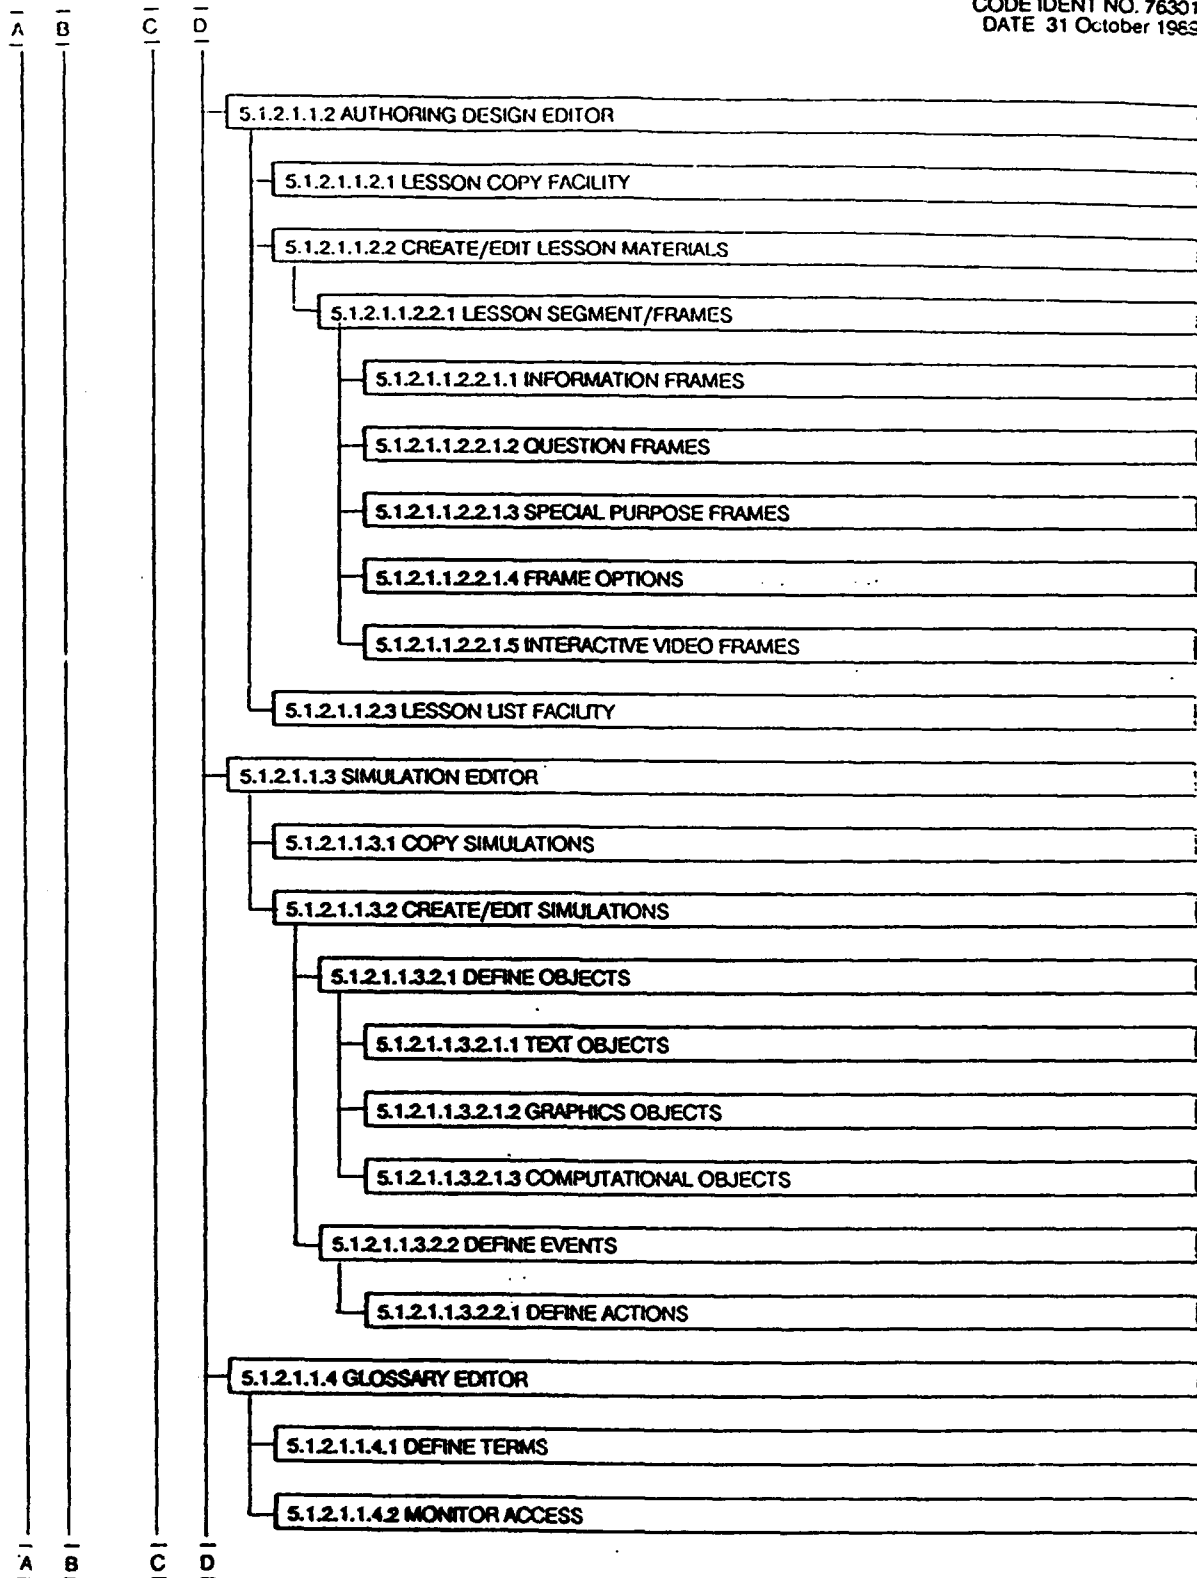 CODE IDENT NO. 76301
DATE 31 October 1989
A B C D
5.1.2.1.1.2 AUTHORING DESIGN EDITOR
5.1.2.1.1.2.1 LESSON COPY FACILITY
5.1.2.1.1.2.2 CREATE/EDIT LESSON MATERIALS
5.1.2.1.1.2.2.1 LESSON SEGMENT/FRAMES
5.1.2.1.1.2.2.1.1 INFORMATION FRAMES
5.1.2.1.1.2.2.1.2 QUESTION FRAMES
5.1.2.1.1.2.2.1.3 SPECIAL PURPOSE FRAMES
5.1.2.1.1.2.2.1.4 FRAME OPTIONS
5.1.2.1.1.2.2.1.5 INTERACTIVE VIDEO FRAMES
5.1.2.1.1.2.3 LESSON LIST FACILITY
5.1.2.1.1.3 SIMULATION EDITOR
5.1.2.1.1.3.1 COPY SIMULATIONS
5.1.2.1.1.3.2 CREATE/EDIT SIMULATIONS
5.1.2.1.1.3.2.1 DEFINE OBJECTS
5.1.2.1.1.3.2.1.1 TEXT OBJECTS
5.1.2.1.1.3.2.1.2 GRAPHICS OBJECTS
5.1.2.1.1.3.2.1.3 COMPUTATIONAL OBJECTS
5.1.2.1.1.3.2.2 DEFINE EVENTS
5.1.2.1.1.3.2.2.1 DEFINE ACTIONS
5.1.2.1.1.4 GLOSSARY EDITOR
5.1.2.1.1.4.1 DEFINE TERMS
5.1.2.1.1.4.2 MONITOR ACCESS
A B C D